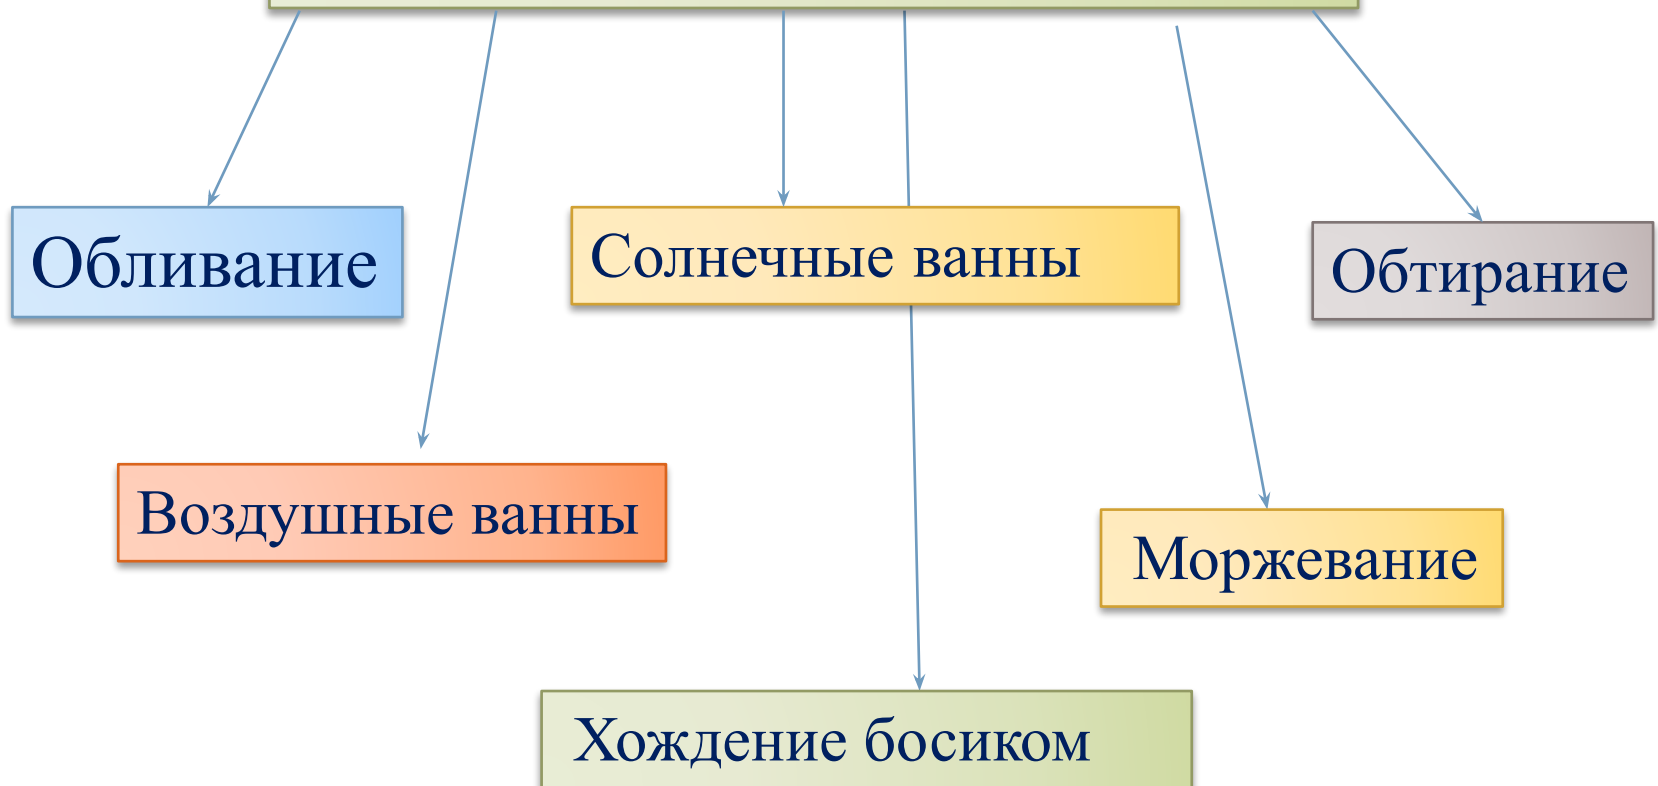 Обливание
Солнечные ванны
Обтирание
Воздушные ванны
Моржевание
Хождение босиком